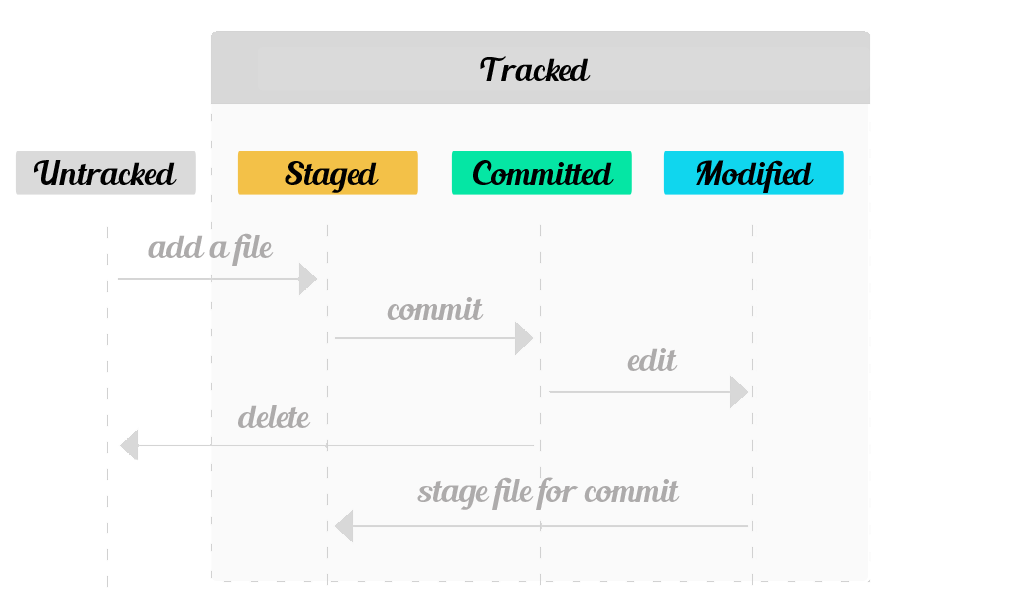 Tracked
Untracked
Staged
Committed
Modified
add a file
commit
edit
delete
stage file for commit